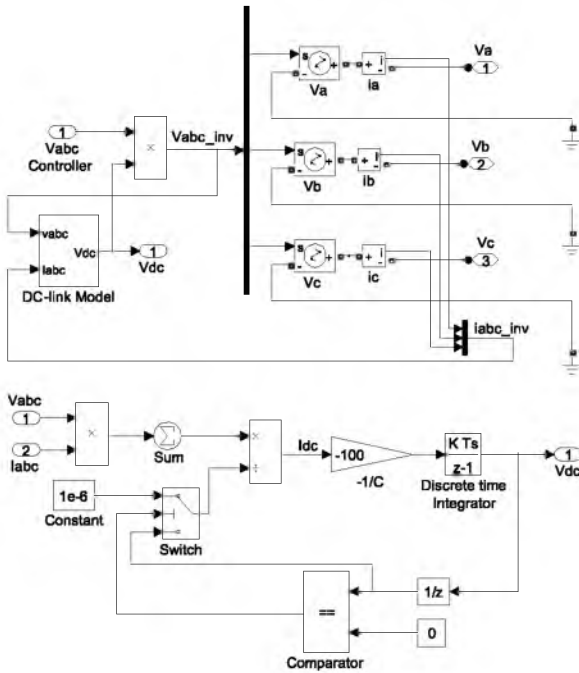 Va
s
+
-
+
-
i
1
Va
ia
1
Vabc
Controller
×
Vabc_inv
Vb
s
+
-
+
-
i
2
Vb
ib
vabc
Iabc
Vdc
DC-link Model
1
Vdc
Vc
s
+
-
+
-
i
3
Vc
ic
iabc_inv
Vabc
1
2
Iabc
×
Sum
×
÷
Idc
-100
-1/C
K Ts
z-1
Discrete time
Integrator
1
Vdc
1e-6
Constant
Switch
1/z
==
0
Comparator